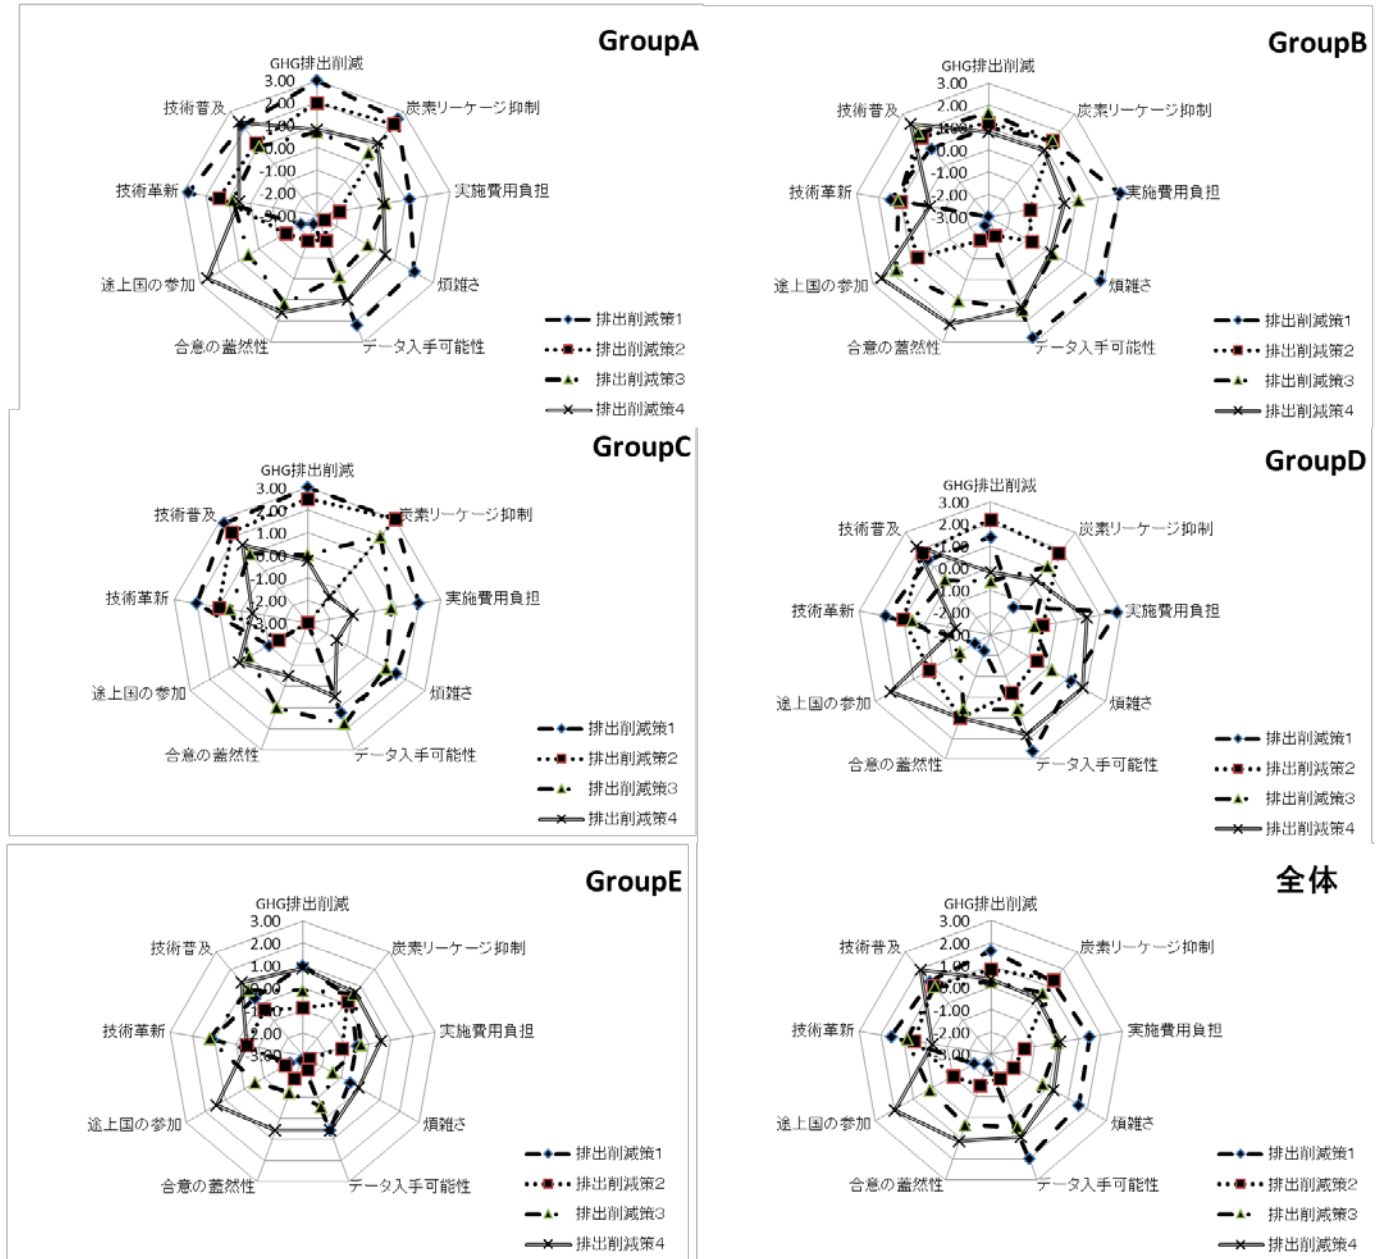 GroupA
GHG排出削減
3.00
2.00
1.00
0.00
-1.00
-2.00
-3.00
炭素リーケージ抑制
実施費用負担
煩雑さ
データ入手可能性
合意の蓋然性
途上国の参加
技術革新
技術普及
排出削減策1
排出削減策2
排出削減策3
排出削減策4
GroupB
GHG排出削減
3.00
2.00
1.00
0.00
-1.00
-2.00
-3.00
炭素リーケージ抑制
実施費用負担
煩雑さ
データ入手可能性
合意の蓋然性
途上国の参加
技術革新
技術普及
排出削減策1
排出削減策2
排出削減策3
排出削減策4
GroupC
GHG排出削減
3.00
2.00
1.00
0.00
-1.00
-2.00
-3.00
炭素リーケージ抑制
実施費用負担
煩雑さ
データ入手可能性
合意の蓋然性
途上国の参加
技術革新
技術普及
排出削減策1
排出削減策2
排出削減策3
排出削減策4
GroupD
GHG排出削減
3.00
2.00
1.00
0.00
-1.00
-2.00
-3.00
炭素リーケージ抑制
実施費用負担
煩雑さ
データ入手可能性
合意の蓋然性
途上国の参加
技術革新
技術普及
排出削減策1
排出削減策2
排出削減策3
排出削減策4
GroupE
GHG排出削減
3.00
2.00
1.00
0.00
-1.00
-2.00
-3.00
炭素リーケージ抑制
実施費用負担
煩雑さ
データ入手可能性
合意の蓋然性
途上国の参加
技術革新
技術普及
排出削減策1
排出削減策2
排出削減策3
排出削減策4
全体
GHG排出削減
3.00
2.00
1.00
0.00
-1.00
-2.00
-3.00
炭素リーケージ抑制
実施費用負担
煩雑さ
データ入手可能性
合意の蓋然性
途上国の参加
技術革新
技術普及
排出削減策1
排出削減策2
排出削減策3
排出削減策4